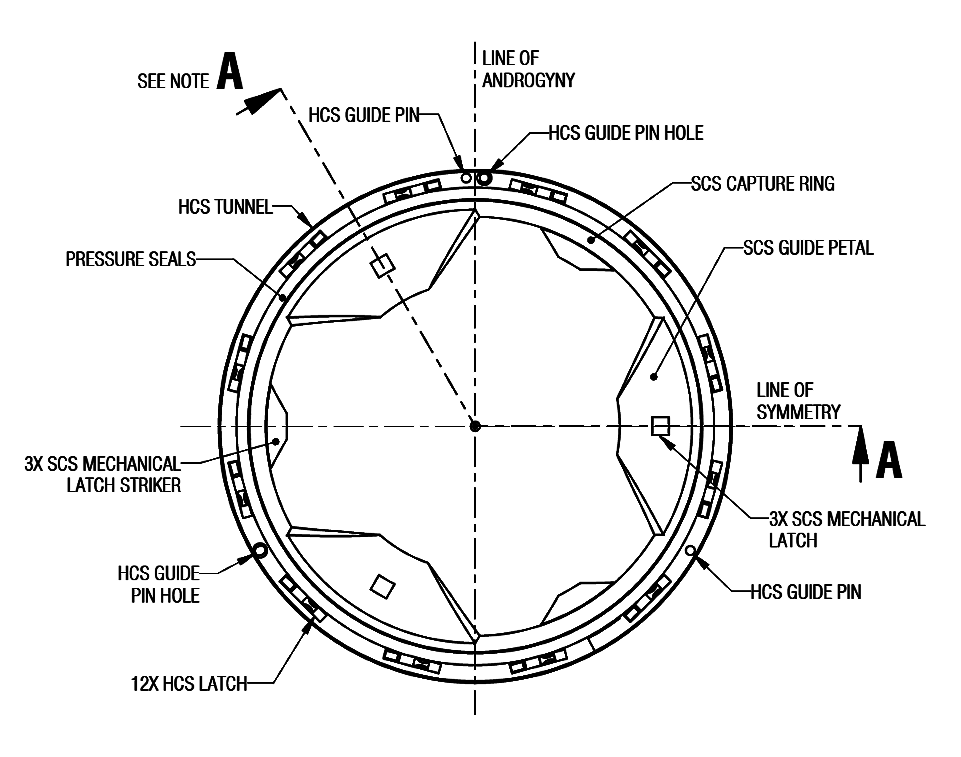 LINE OF
ANDROGYNY
SEE NOTE A
HCS GUIDE PIN
HCS GUIDE PIN HOLE
SCS CAPTURE RING
HCS TUNNEL
SCS GUIDE PETAL
PRESSURE SEALS
LINE OF
SYMMETRY
A
3X SCS MECHANICAL
LATCH STRIKER
3X SCS MECHANICAL
LATCH
HCS GUIDE
PIN HOLE
HCS GUIDE PIN
12X HCS LATCH